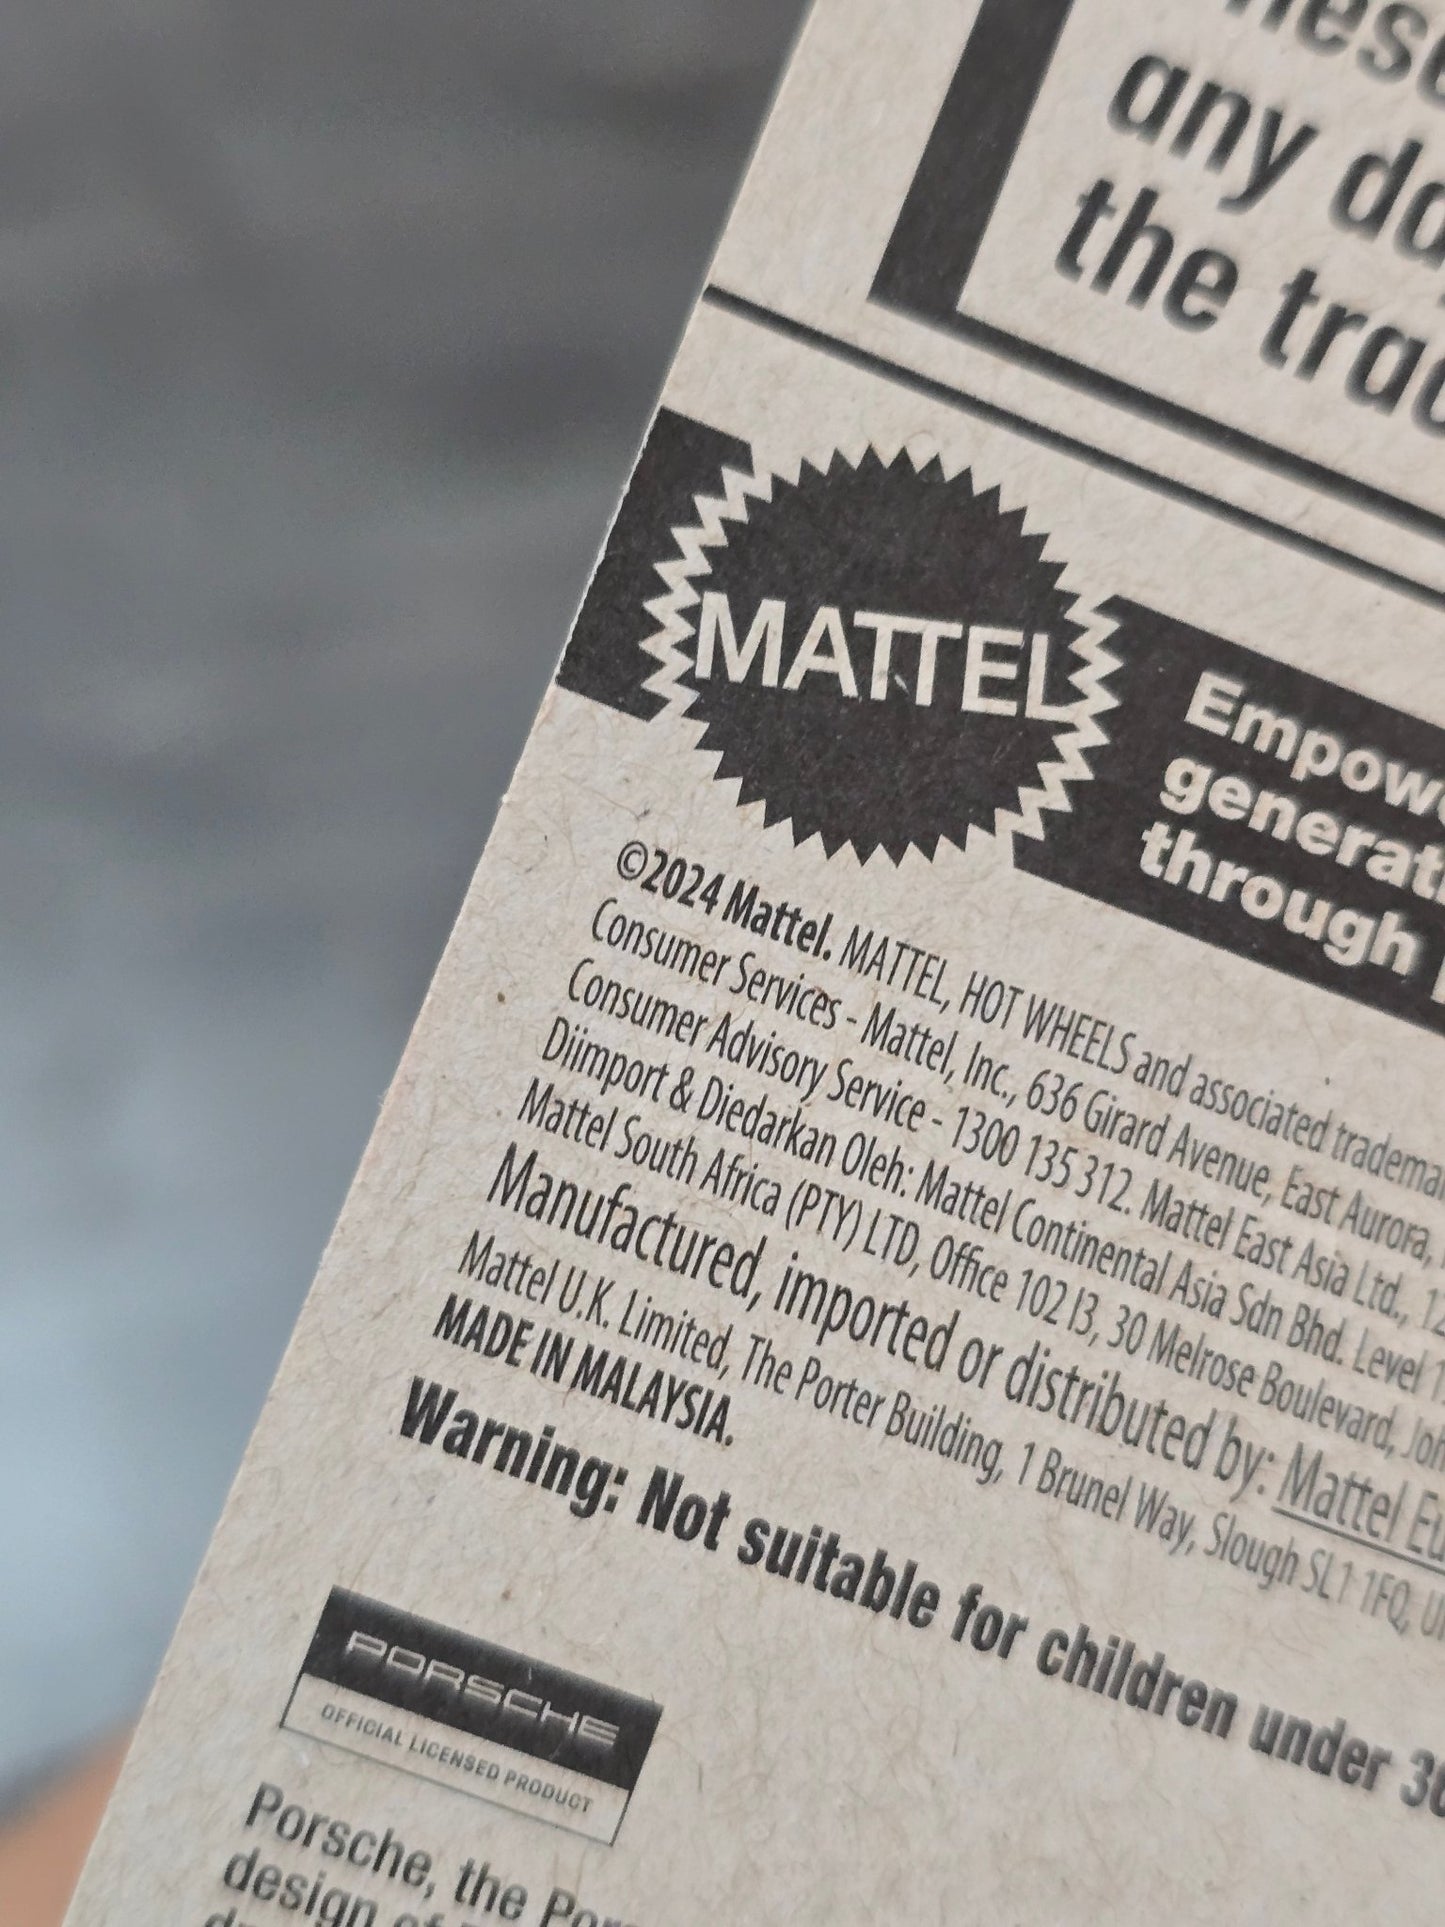 any
the
MATTEL
through
©2024 Mattel. MATTEL, HOT WHEELS and associated
Consumer Services - Mattel, Inc., 636 Girard Avenue, East Aurora,
Consumer Advisory Service - 1300 135 312. Mattel East Asia Ltd.,
Diimport & Diedarkan Oleh: Mattel Continental Asia Sdn Bhd. Level
Mattel South Africa (PTY) LTD, Office 102 I3, 30 Melrose Boulevard,
Manufactured, imported or distributed by: Mattel
Mattel U.K. Limited, The Porter Building, 1 Brunel Way, Slough SL1 1FQ,
MADE IN MALAYSIA.
Warning: Not suitable for children under
PORSCHE
OFFICIAL LICENSED PRODUCT
Porsche, the
design of